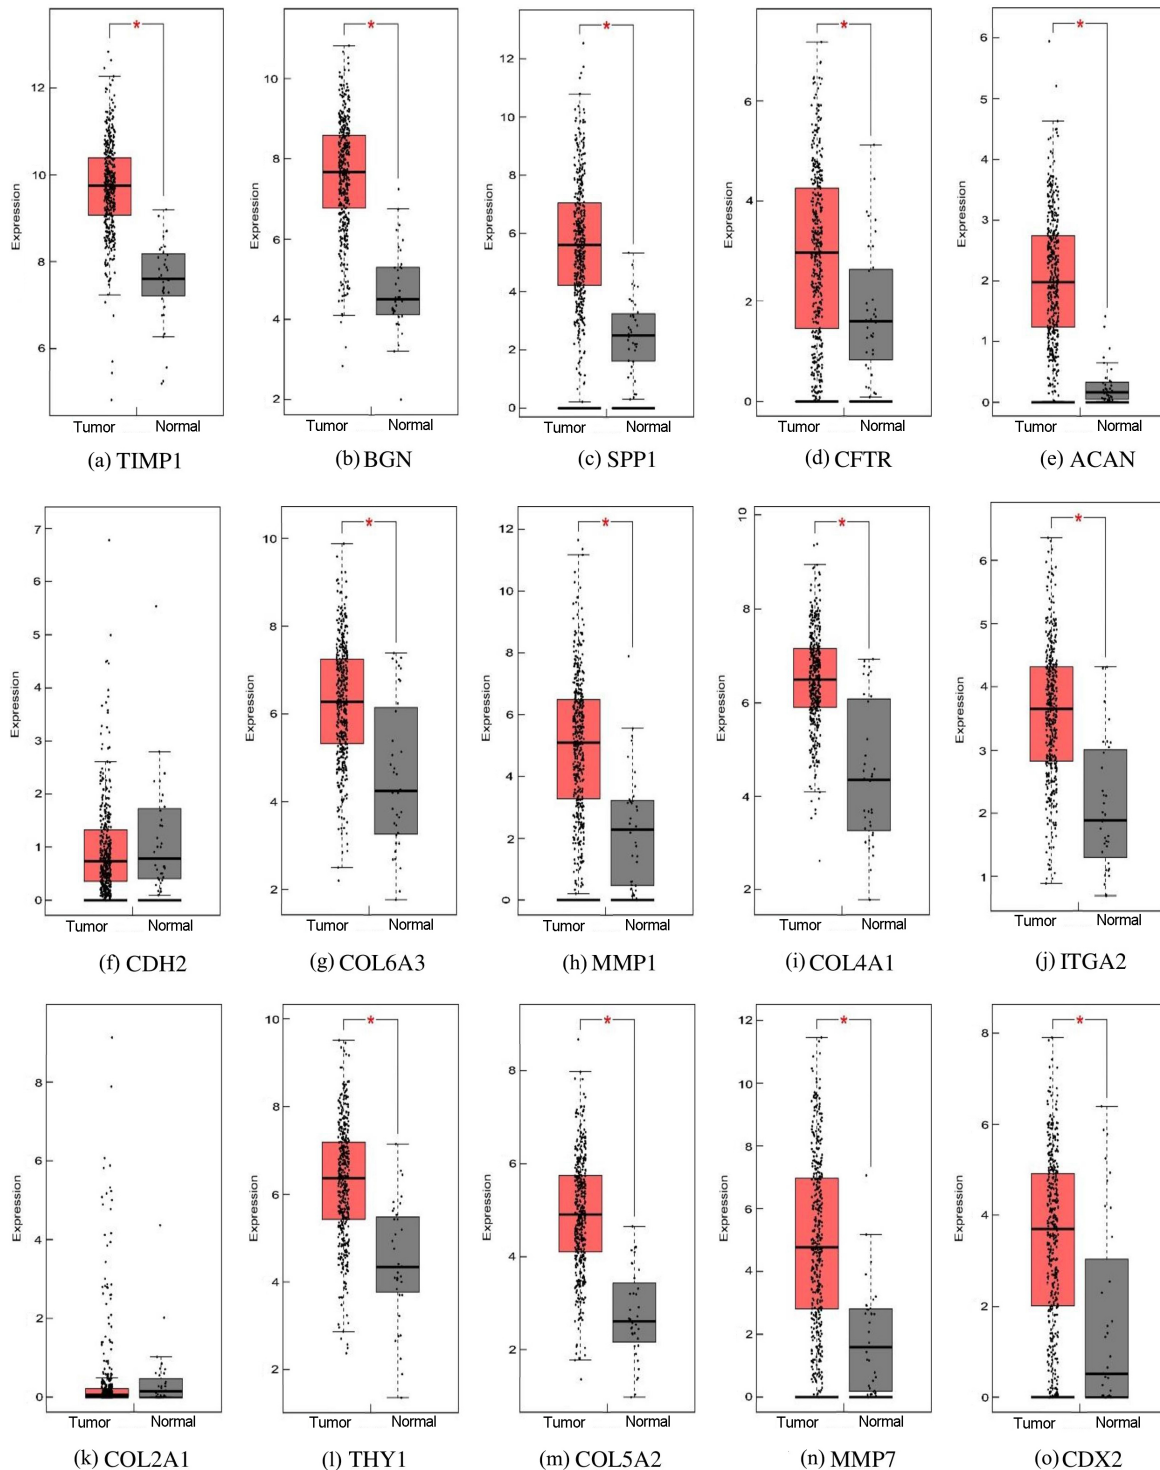 * * * * *
12
10
8
6
Expression
Tumor Normal
(a) TIMP1
10
8
6
4
2
Expression
Tumor Normal
(b) BGN
12
10
8
6
4
2
0
Expression
Tumor Normal
(c) SPP1
6
4
2
0
Expression
Tumor Normal
(d) CFTR
6
5
4
3
2
1
0
Expression
Tumor Normal
(e) ACAN
7
6
5
4
3
2
1
0
Expression
Tumor Normal
(f) CDH2
*
10
8
6
4
2
Expression
Tumor Normal
(g) COL6A3
*
12
10
8
6
4
2
0
Expression
Tumor Normal
(h) MMP1
*
10
8
6
4
2
Expression
Tumor Normal
(i) COL4A1
*
6
5
4
3
2
1
Expression
Tumor Normal
(j) ITGA2
8
6
4
2
0
Expression
Tumor Normal
(k) COL2A1
*
10
8
6
4
2
Expression
Tumor Normal
(l) THY1
*
8
6
4
2
Expression
Tumor Normal
(m) COL5A2
*
12
10
8
6
4
2
0
Expression
Tumor Normal
(n) MMP7
*
8
6
4
2
0
Expression
Tumor Normal
(o) CDX2